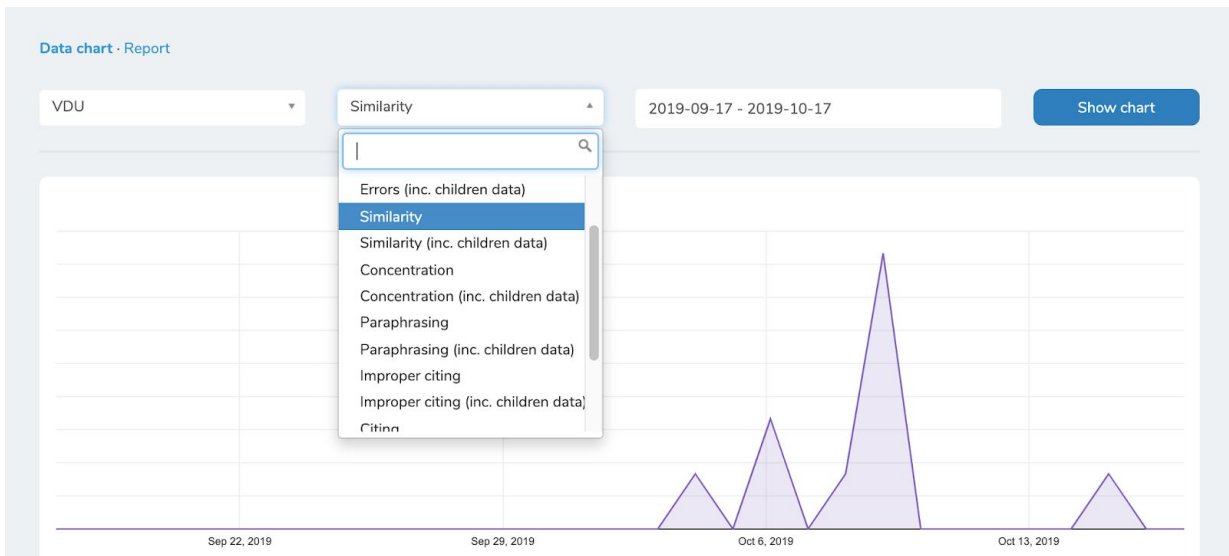 Data chart · Report
VDU
Similarity
2019-09-17 - 2019-10-17
Show chart
Errors (inc. children data)
Similarity
Similarity (inc. children data)
Concentration
Concentration (inc. children data)
Paraphrasing
Paraphrasing (inc. children data)
Improper citing
Improper citing (inc. children data)
Citing
Sep 22, 2019
Sep 29, 2019
Oct 6, 2019
Oct 13, 2019